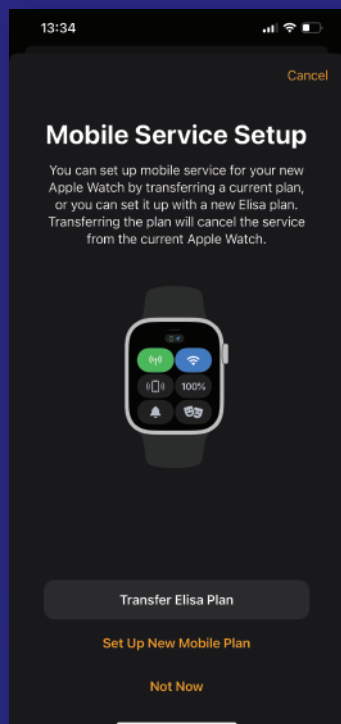 13:34
Cancel
Mobile Service Setup
You can set up mobile service for your new
Apple Watch by transferring a current plan,
or you can set it up with a new Elisa plan.
Transferring the plan will cancel the service
from the current Apple Watch.
100%
Transfer Elisa Plan
Set Up New Mobile Plan
Not Now